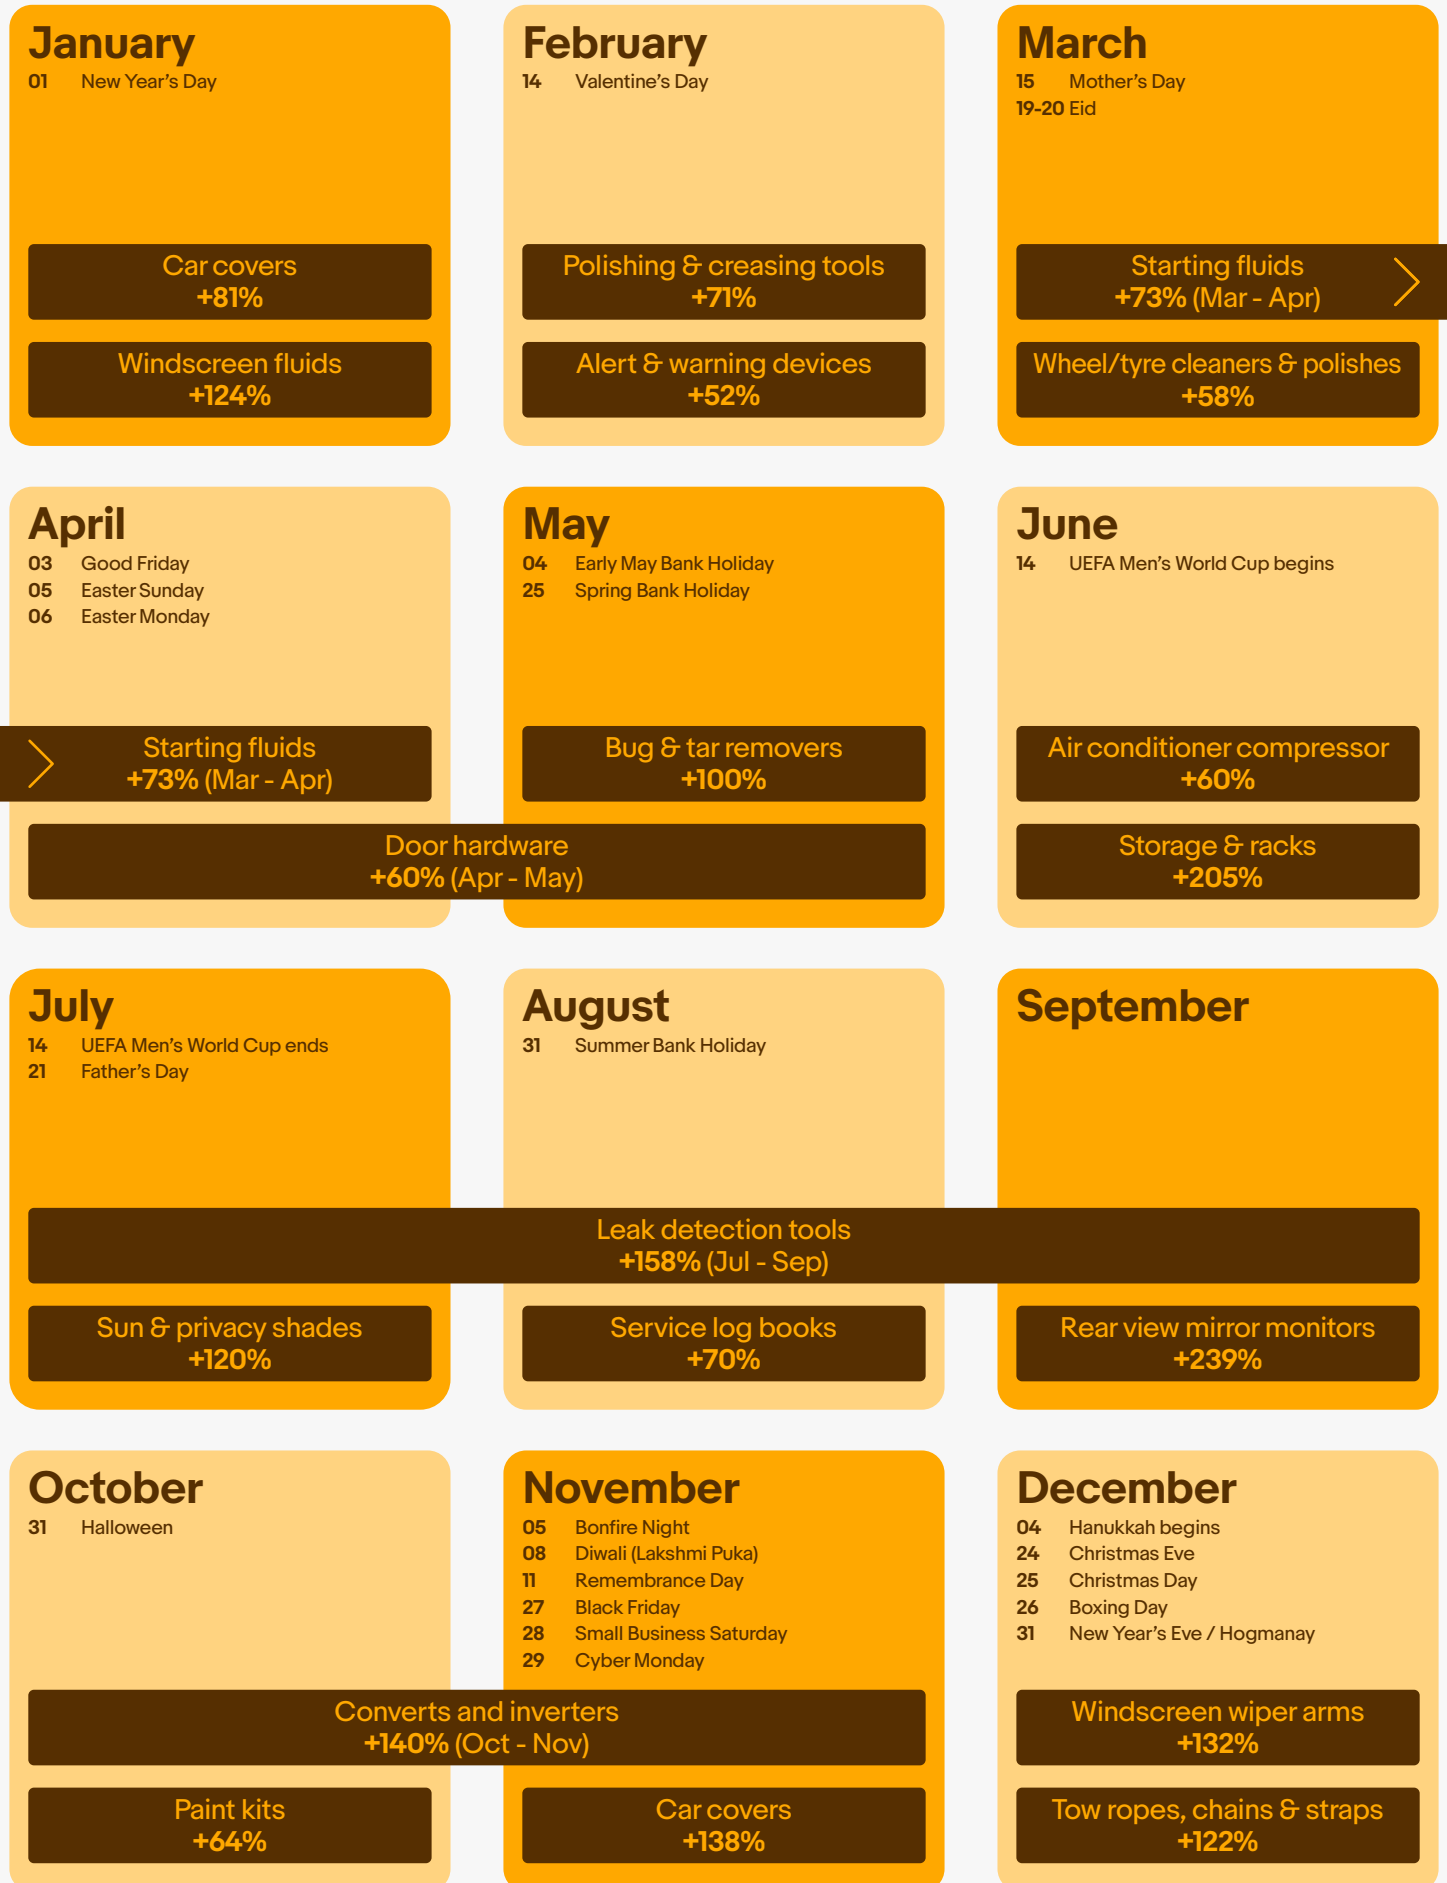 January
01 New Year's Day
Car covers
+81%
Windscreen fluids
+124%
February
14 Valentine's Day
Polishing & creasing tools
+71%
Alert & warning devices
+52%
March
15 Mother's Day
19-20 Eid
Starting fluids
+73% (Mar - Apr)
Wheel/tyre cleaners & polishes
+58%
April
03 Good Friday
05 Easter Sunday
06 Easter Monday
Starting fluids
+73% (Mar - Apr)
Door hardware
+60% (Apr - May)
May
04 Early May Bank Holiday
25 Spring Bank Holiday
Bug & tar removers
+100%
June
14 UEFA Men's World Cup begins
Air conditioner compressor
+60%
Storage & racks
+205%
July
14 UEFA Men's World Cup ends
21 Father's Day
Leak detection tools
+158% (Jul - Sep)
Sun & privacy shades
+120%
August
31 Summer Bank Holiday
Service log books
+70%
September
Rear view mirror monitors
+239%
October
31 Halloween
Converts and inverters
+140% (Oct - Nov)
Paint kits
+64%
November
05 Bonfire Night
08 Diwali (Lakshmi Puka)
11 Remembrance Day
27 Black Friday
28 Small Business Saturday
29 Cyber Monday
Car covers
+138%
December
04 Hanukkah begins
24 Christmas Eve
25 Christmas Day
26 Boxing Day
31 New Year's Eve / Hogmanay
Windscreen wiper arms
+132%
Tow ropes, chains & straps
+122%